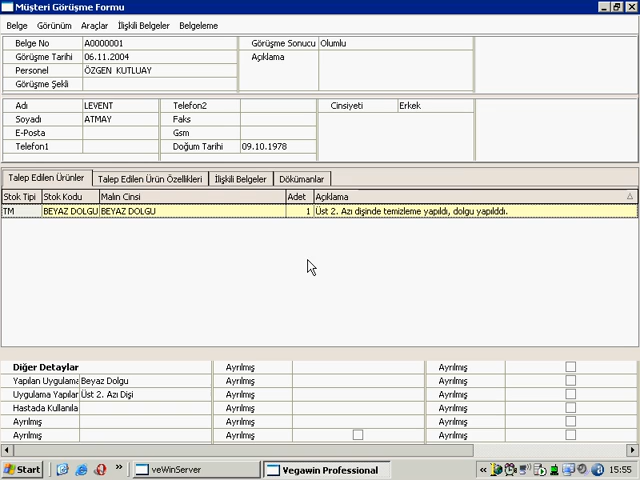 Müşteri Görüşme Formu
Belge Görünüm Araçlar İlişkili Belgeler Belgeleme
Belge No A0000001 Görüşme Sonucu Olumlu
Görüşme Tarihi 06.11.2004 Açıklama
Personel ÖZGEN KUTLUAY
Görüşme Şekli
Adı LEVENT Telefon2 Cinsiyeti Erkek
Soyadı ATMAY Faks
E-Posta Gsm
Telefon1 Doğum Tarihi 09.10.1978
Talep Edilen Ürünler Talep Edilen Ürün Özellikleri İlişkili Belgeler Dökümanlar
Stok Tipi Stok Kodu Malın Cinsi Adet Açıklama
TM BEYAZ DOLGU BEYAZ DOLGU 1 Üst 2. Azı dişinde temizleme yapıldı, dolgu yapılddı.
Diğer Detaylar Ayrılmış Ayrılmış
Yapılan Uygulama Beyaz Dolgu Ayrılmış Ayrılmış
Uygulama Yapılan Üst 2. Azı Dişi Ayrılmış Ayrılmış
Hastada Kullanıla Ayrılmış Ayrılmış
Ayrılmış Ayrılmış Ayrılmış
Ayrılmış Ayrılmış Ayrılmış
Start » veWinServer Vegawin Professional « 15:55